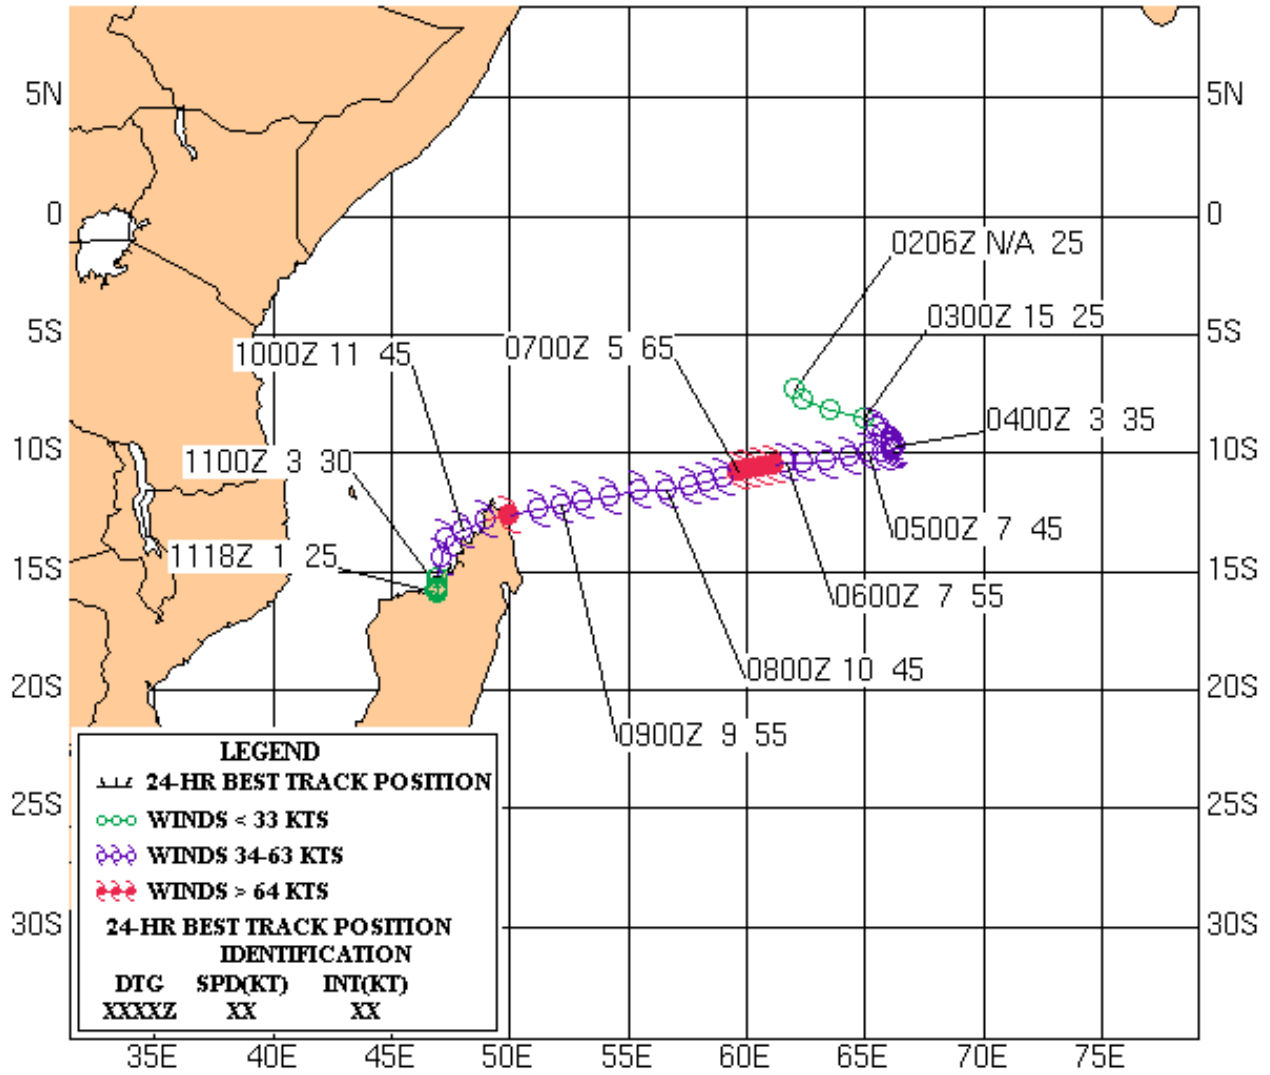 5N 5N
0 0
0206Z N/A 25
0300Z 15 25
5S 5S
1000Z 11 45
0700Z 5 65
0400Z 3 35
10S 10S
1100Z 3 30
0500Z 7 45
1118Z 1 25
15S 15S
0600Z 7 55
0800Z 10 45
20S 20S
0900Z 9 55
LEGEND
24-HR BEST TRACK POSITION
25S 25S
WINDS < 33 KTS
WINDS 34-63 KTS
WINDS > 64 KTS
30S 30S
24-HR BEST TRACK POSITION
IDENTIFICATION
DTG SPD(KT) INT(KT)
XXXXZ XX XX
35E 40E 45E 50E 55E 60E 65E 70E 75E